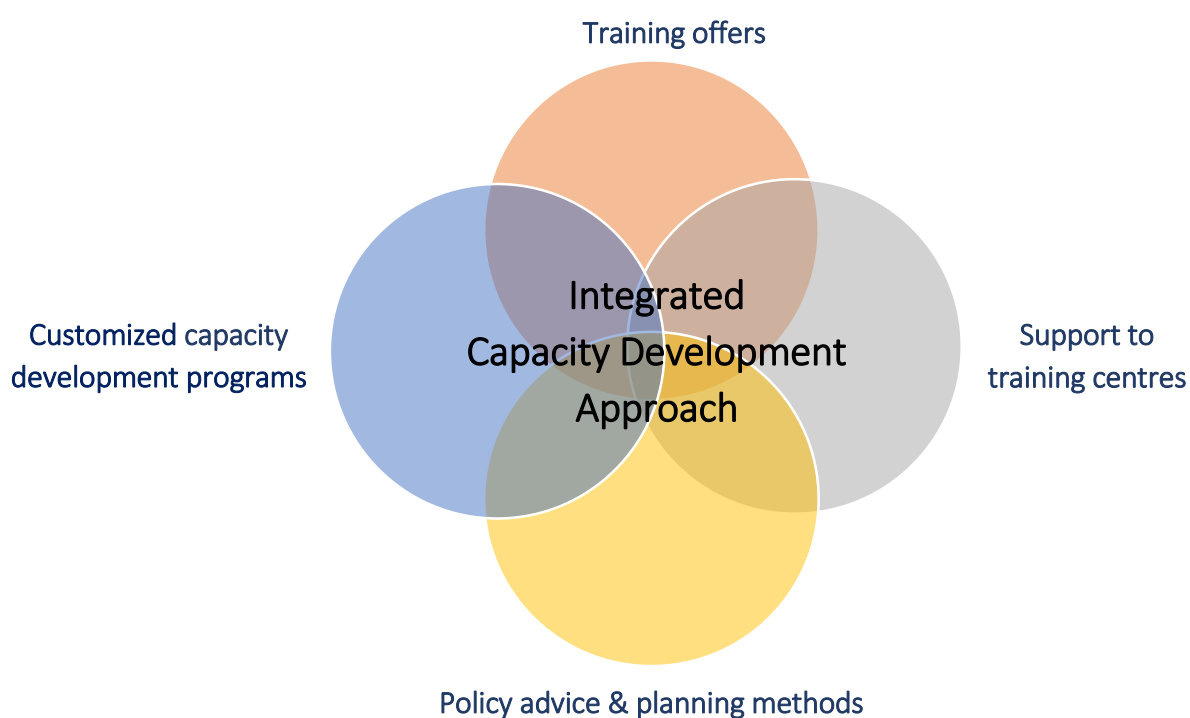 Training offers
Integrated
Capacity Development
Approach
Customized capacity
development programs
Support to
training centres
Policy advice & planning methods